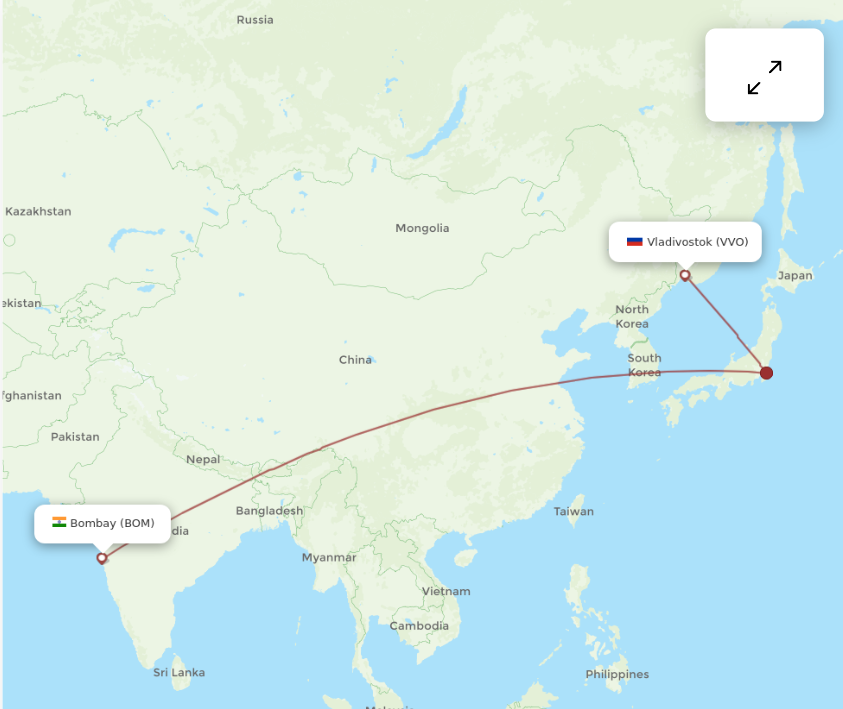 Russia
Kazakhstan
Mongolia
Vladivostok (VVO)
Japan
ekistan
North
Korea
China
South
Korea
fghanistan
Pakistan
Nepal
Bangladesh
Taiwan
Bombay (BOM)
dia
Myanmar
Vietnam
Cambodia
Sri Lanka
Philippines